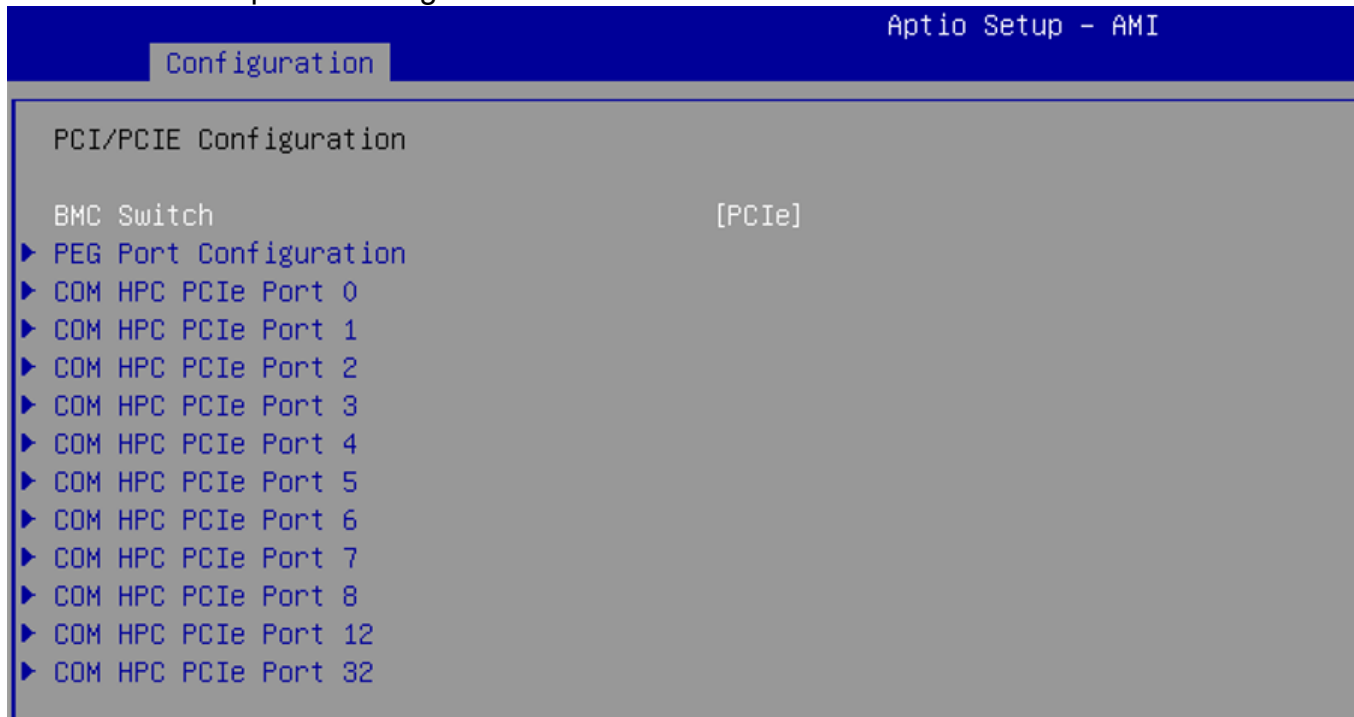 Aptio Setup – AMI
Configuration
PCI/PCIE Configuration
BMC Switch [PCIe]
PEG Port Configuration
COM HPC PCIe Port 0
COM HPC PCIe Port 1
COM HPC PCIe Port 2
COM HPC PCIe Port 3
COM HPC PCIe Port 4
COM HPC PCIe Port 5
COM HPC PCIe Port 6
COM HPC PCIe Port 7
COM HPC PCIe Port 8
COM HPC PCIe Port 12
COM HPC PCIe Port 32